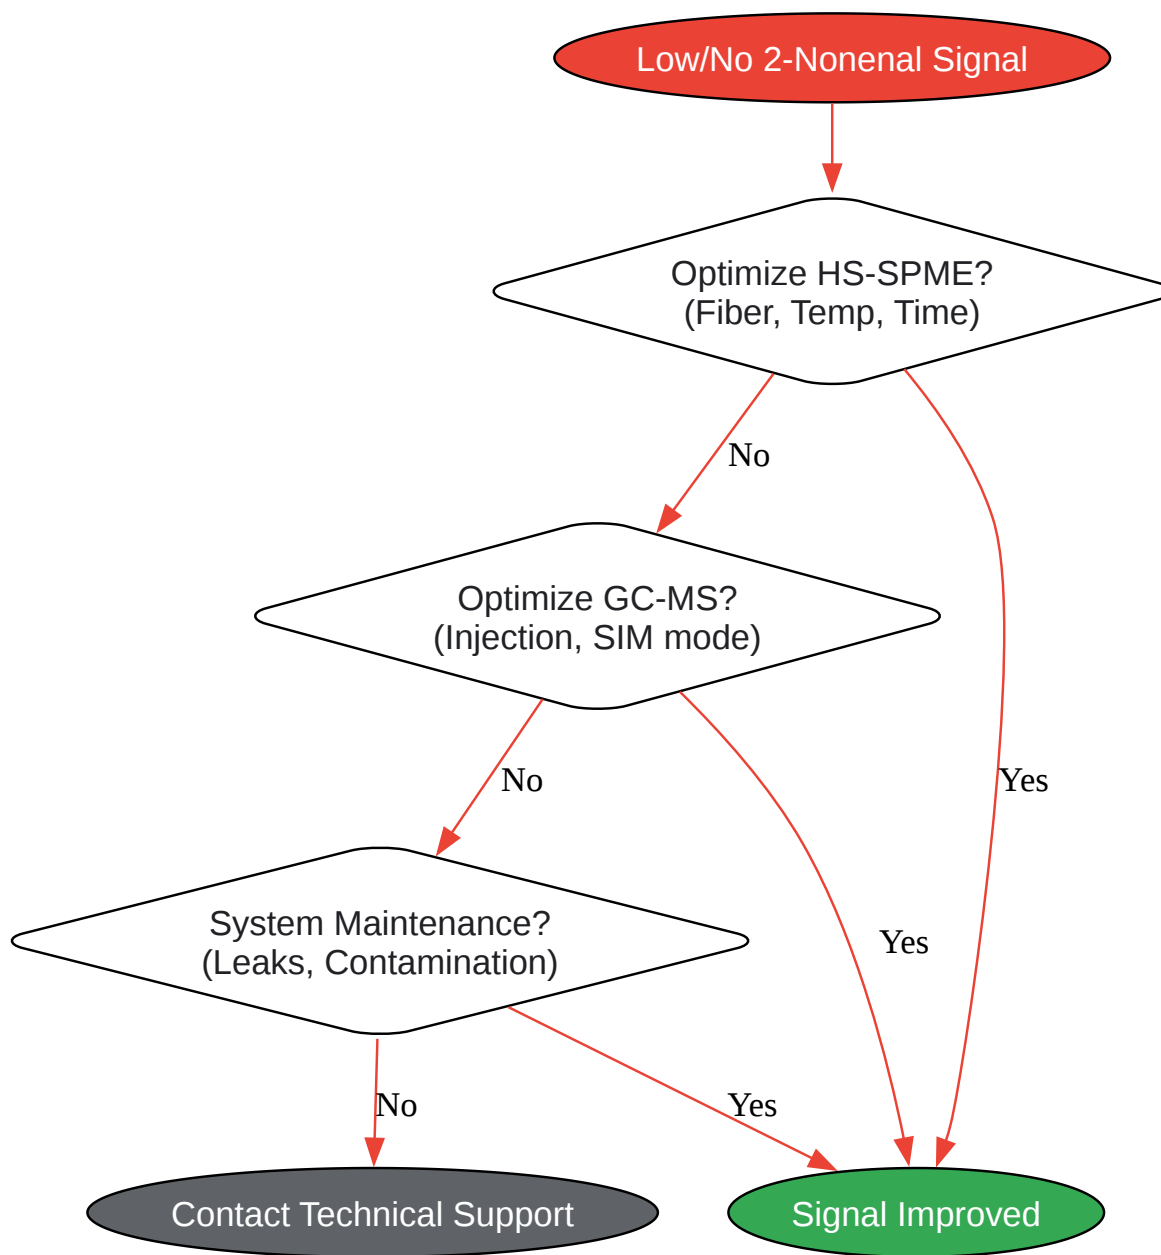 Low/No 2-Nonenal Signal
Optimize HS-SPME?
(Fiber, Temp, Time)
No
Optimize GC-MS?
(Injection, SIM mode)
No
Yes
System Maintenance?
(Leaks, Contamination)
Yes
No
Yes
Contact Technical Support
Signal Improved